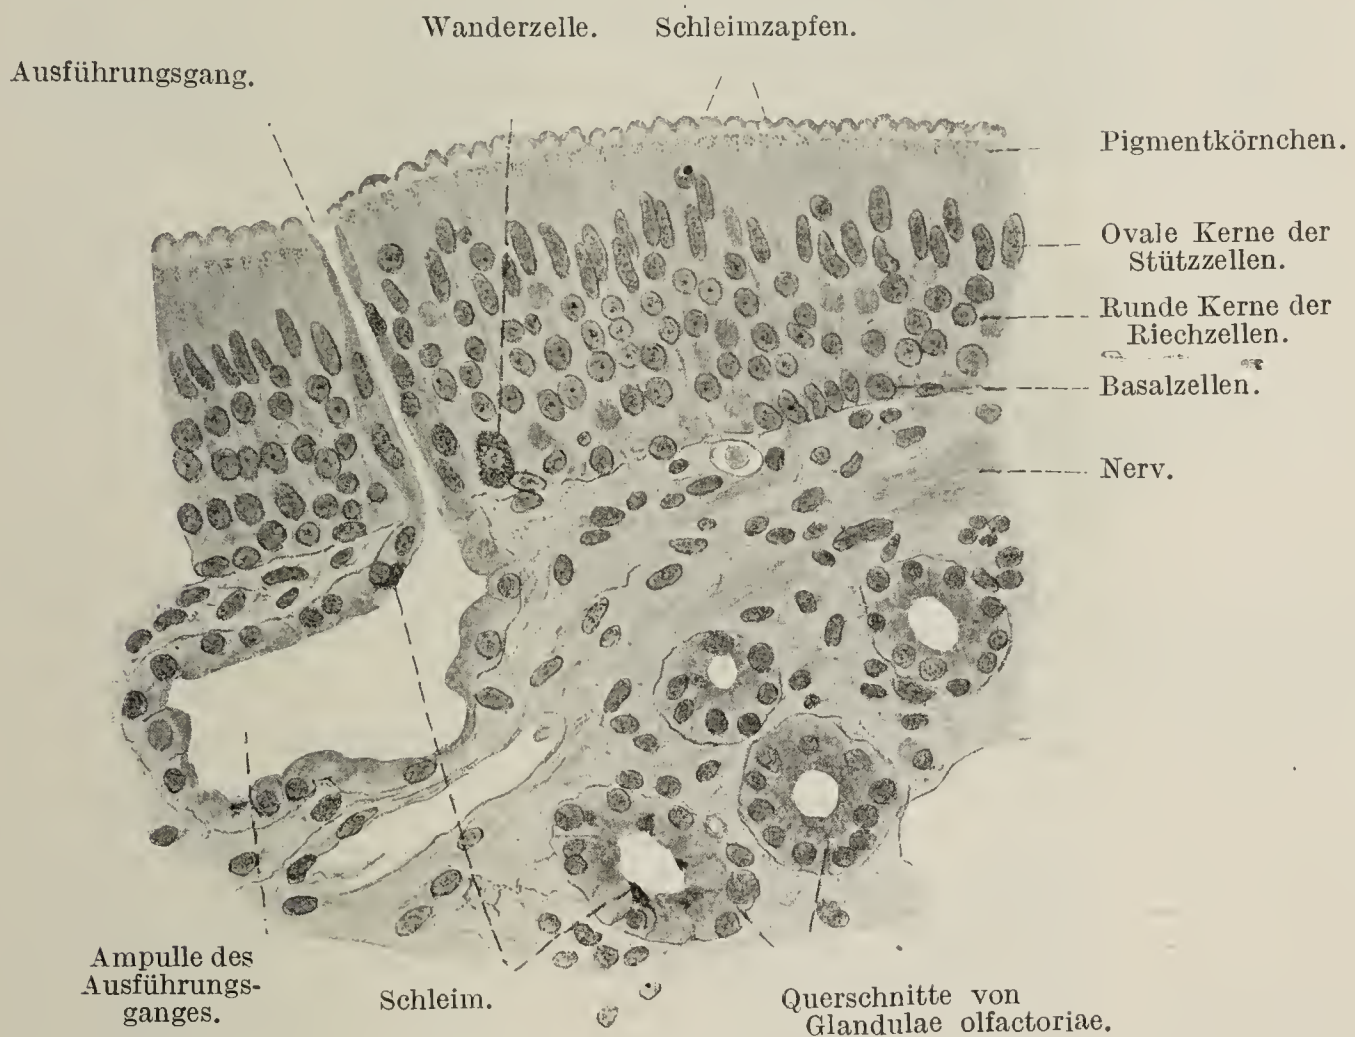 Wanderzelle. Schleimzapfen.
Ausführungsgang.
Pigmentkörnchen.
Ovale Kerne der
Stützzellen.
Runde Kerne der
Riechzellen.
Basalzellen.
Nerv.
Ampulle des
Ausführungs-
ganges.
Schleim.
Querschnitte von
Glandulae olfactoriae.